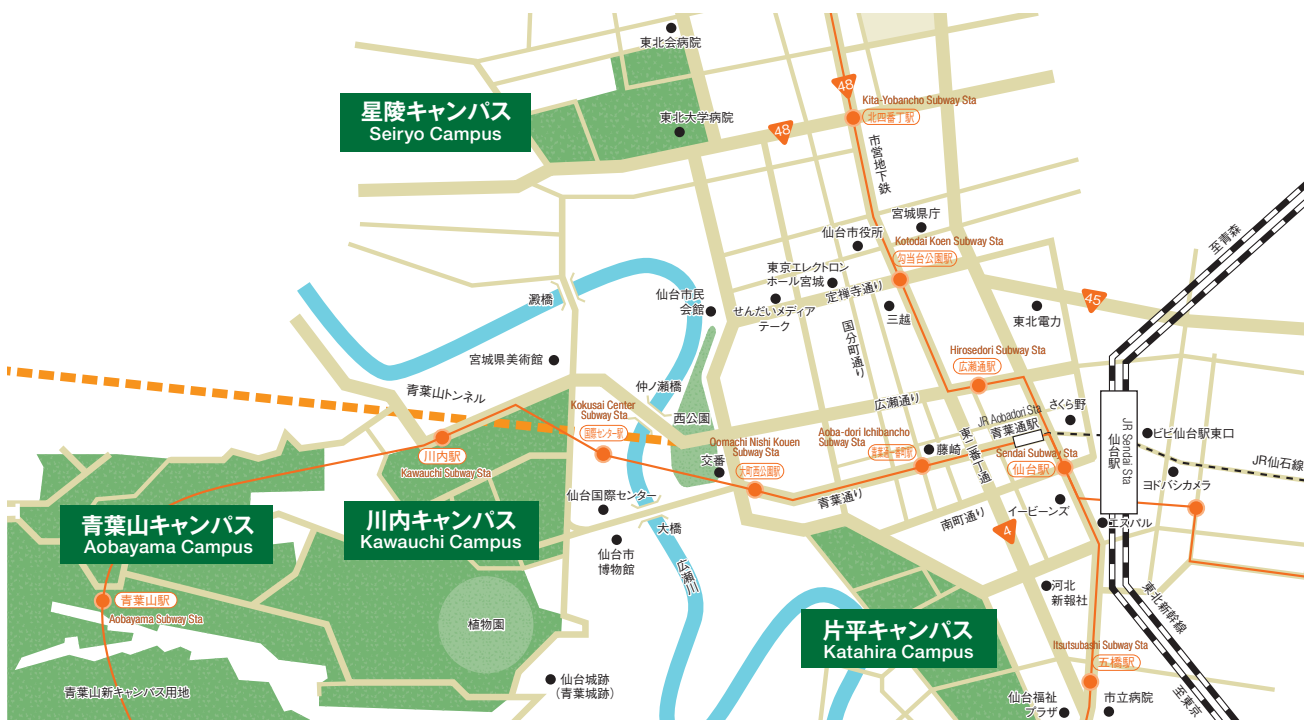 東北会病院
48
Kita-Yobancho Subway Sta
北四番丁駅
星陵キャンパス
Seiryo Campus
東北大学病院
48
市営地下鉄
宮城県庁
仙台市役所
Kotodai Koen Subway Sta
勾当台公園駅
至青森
東京エレクトロン
ホール宮城
定禅寺通り
澱橋
仙台市民
会館
せんだいメディア
テーク
三越
東北電力
45
国分町通り
宮城県美術館
Hirosedori Subway Sta
広瀬通駅
青葉山トンネル
仲ノ瀬橋
広瀬通り
西公園
Kokusai Center
Subway Sta
国際センター駅
JR Aobadori Sta
青葉通駅
さくら野
JR Sendai Sta
仙台駅
ビビ仙台駅東口
JR仙石線
川内駅
Kawauchi Subway Sta
Oomachi Nishi Kouen
Subway Sta
大町西公園駅
交番
Aoba-dori Ichibancho
Subway Sta
青葉通一番町駅
藤崎
東二番丁通
Sendai Subway Sta
仙台駅
ヨドバシカメラ
仙台国際センター
青葉通り
イービーンズ
エスパル
南町通り
4
青葉山キャンパス
Aobayama Campus
川内キャンパス
Kawauchi Campus
大橋
仙台市
博物館
広瀬川
河北
新報社
東北新幹線
青葉山駅
Aobayama Subway Sta
植物園
片平キャンパス
Katahira Campus
Itsutsubashi Subway Sta
五橋駅
至東京
青葉山新キャンパス用地
仙台城跡
（青葉城跡）
仙台福祉
プラザ
市立病院